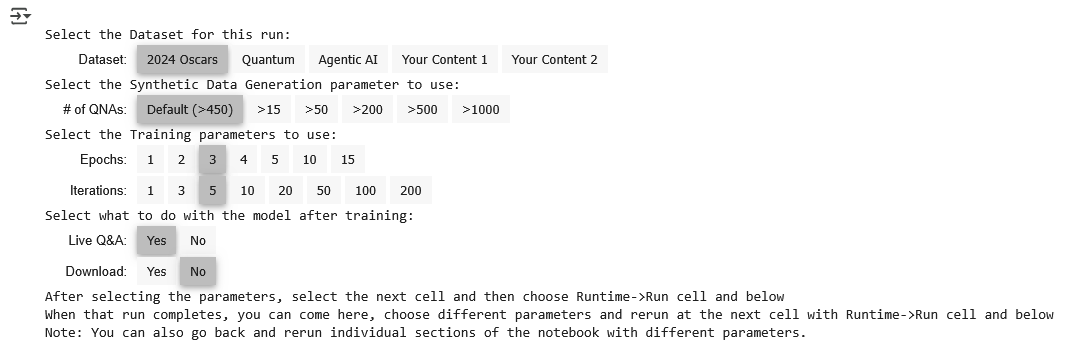 Select the Dataset for this run:
Dataset: 2024 Oscars Quantum Agentic AI Your Content 1 Your Content 2
Select the Synthetic Data Generation parameter to use:
# of QNAs: Default (>450) >15 >50 >200 >500 >1000
Select the Training parameters to use:
Epochs: 1 2 3 4 5 10 15
Iterations: 1 3 5 10 20 50 100 200
Select what to do with the model after training:
Live Q&A: Yes No
Download: Yes No
After selecting the parameters, select the next cell and then choose Runtime->Run cell and below
When that run completes, you can come here, choose different parameters and rerun at the next cell with Runtime->Run cell and below
Note: You can also go back and rerun individual sections of the notebook with different parameters.